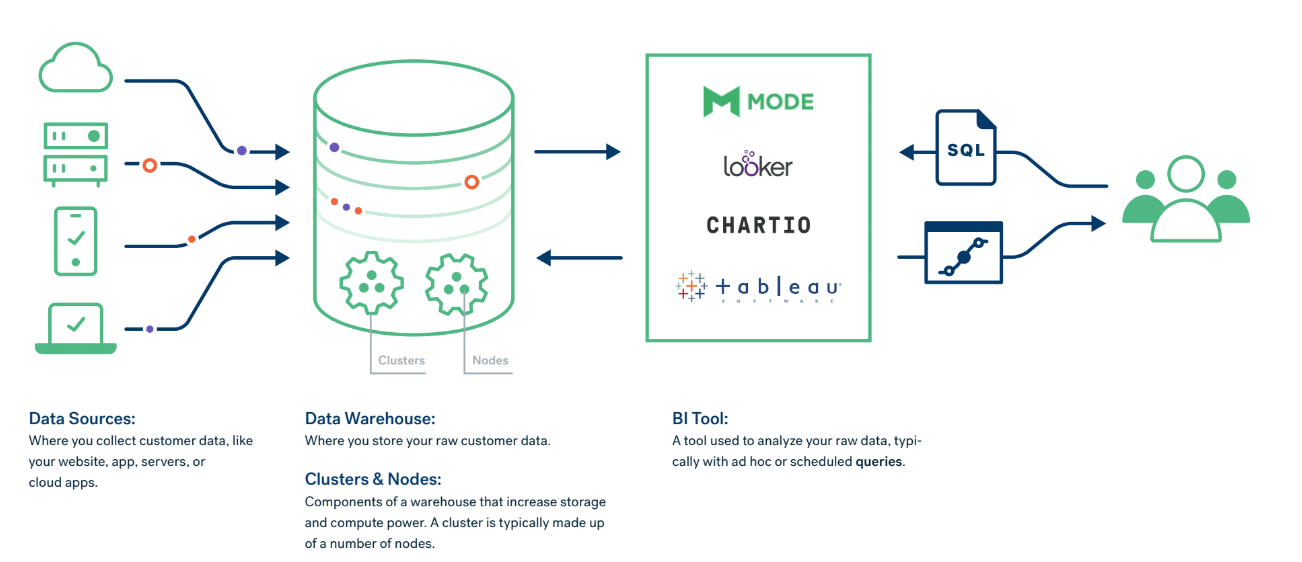 MODE
looker
CHARTIO
+ableau
SOFTWARE
SQL
Clusters
Nodes
Data Sources:
Where you collect customer data, like
your website, app, servers, or
cloud apps.
Data Warehouse:
Where you store your raw customer data.
Clusters & Nodes:
Components of a warehouse that increase storage
and compute power. A cluster is typically made up
of a number of nodes.
BI Tool:
A tool used to analyze your raw data, typi-
cally with ad hoc or scheduled queries.